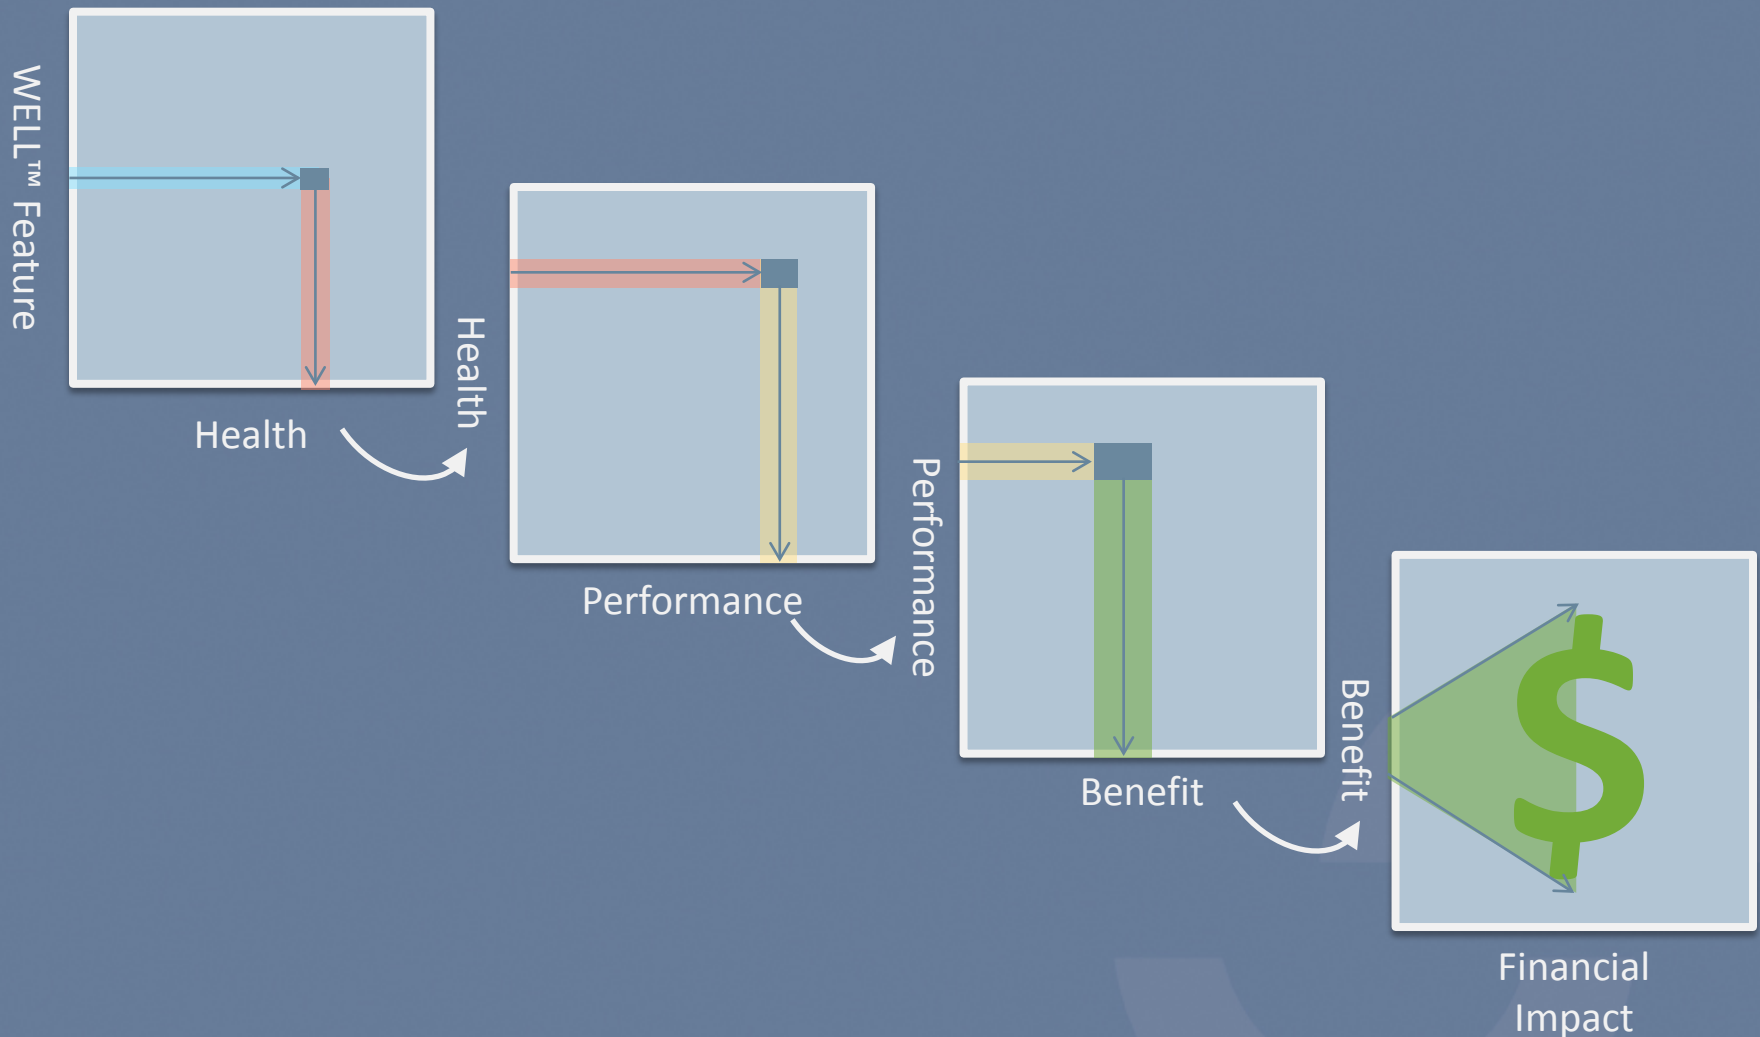 WELL™ Feature
Health
Health
Performance
Performance
Benefit
Benefit
$
Financial
Impact